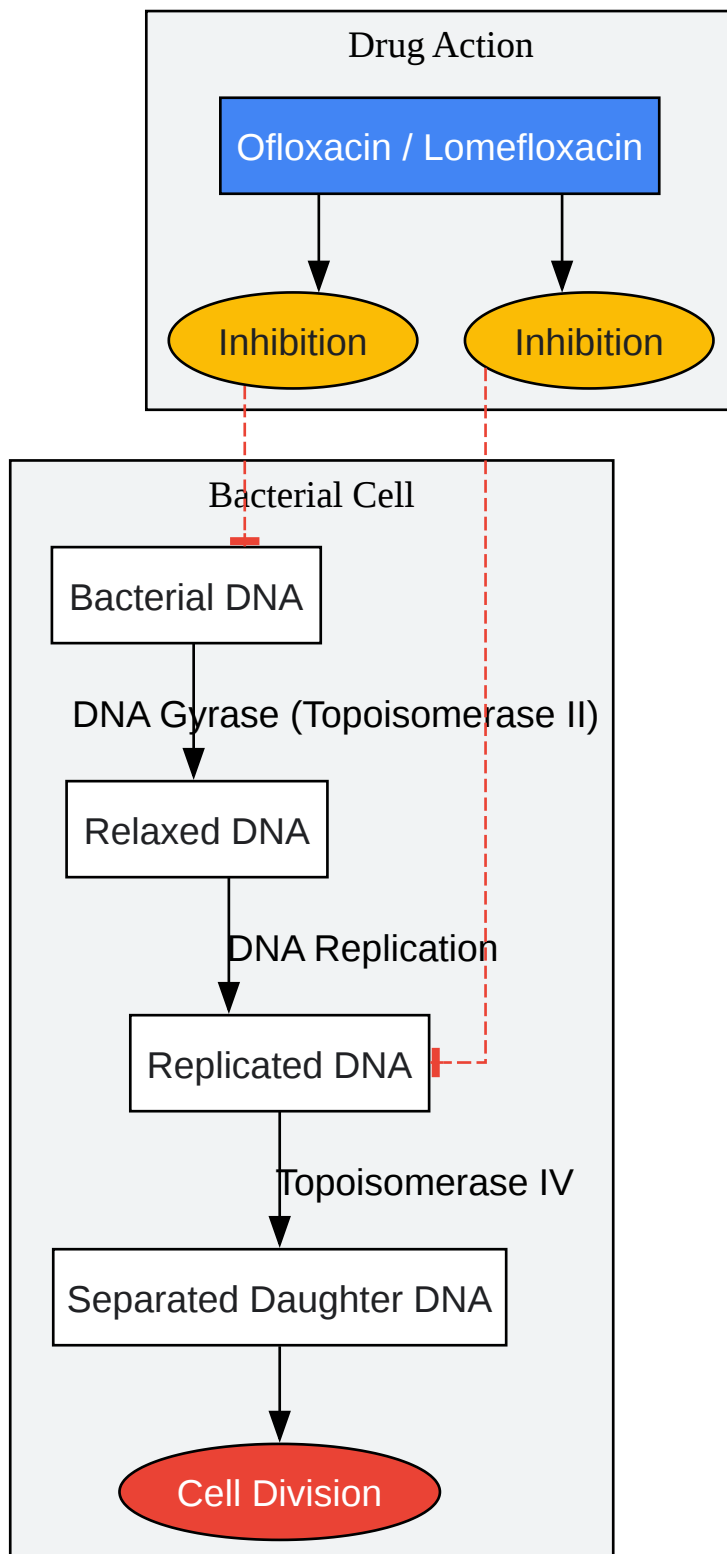 Drug Action
Ofloxacin / Lomefloxacin
Inhibition
Inhibition
Bacterial Cell
Bacterial DNA
DNA Gyrase (Topoisomerase II)
Relaxed DNA
DNA Replication
Replicated DNA
Topoisomerase IV
Separated Daughter DNA
Cell Division